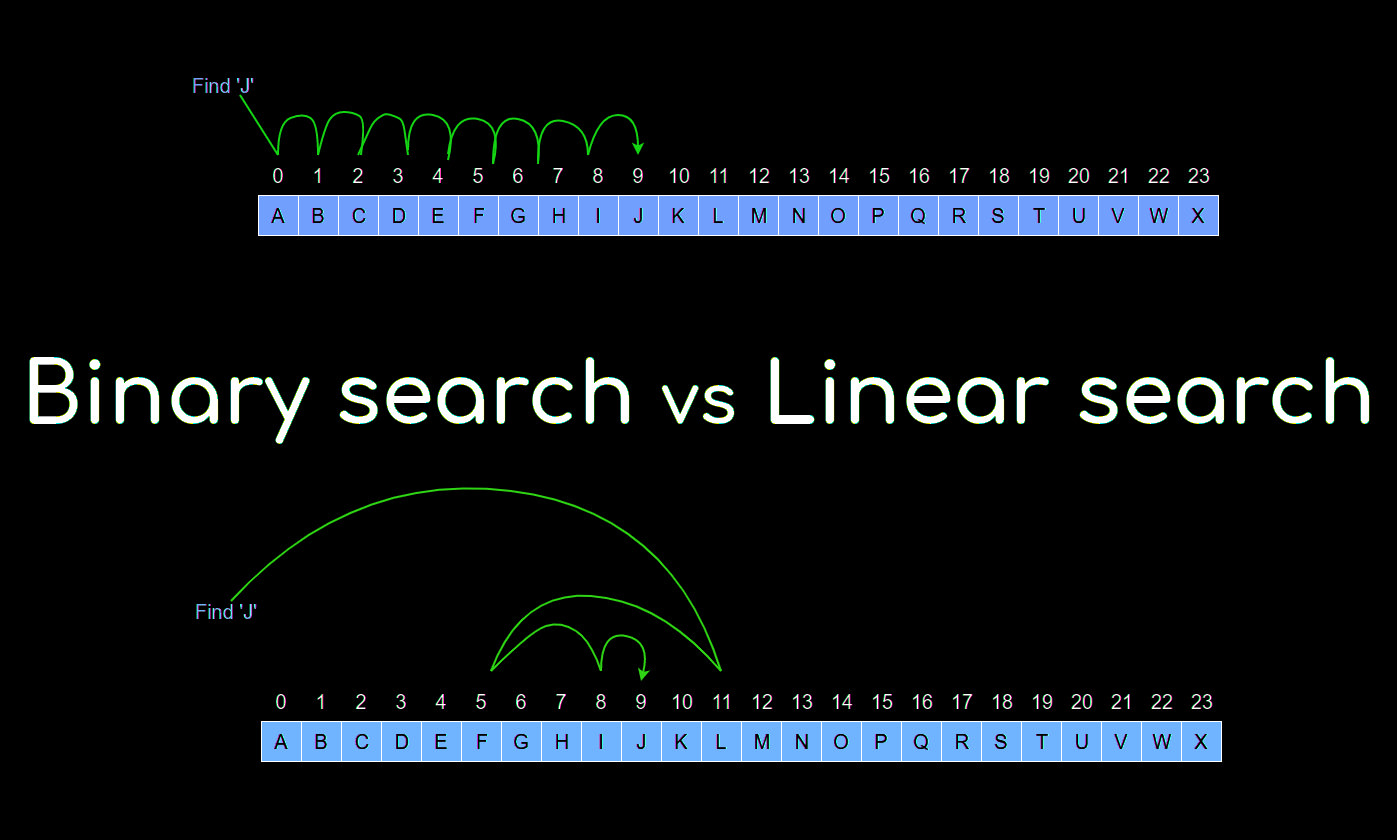 Find 'J'
0 1 2 3 4 5 6 7 8 9 10 11 12 13 14 15 16 17 18 19 20 21 22 23
A B C D E F G H I J K L M N O P Q R S T U V W X
Binary search vs Linear search
Find 'J'
0 1 2 3 4 5 6 7 8 9 10 11 12 13 14 15 16 17 18 19 20 21 22 23
A B C D E F G H I J K L M N O P Q R S T U V W X